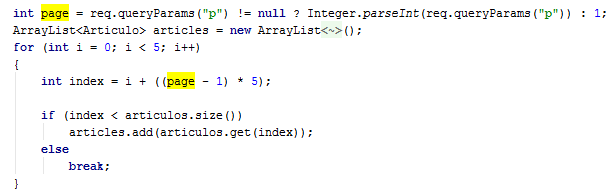 int page = req.queryParams("p") != null ? Integer.parseInt(req.queryParams("p")) : 1;
ArrayList<Articulo> articles = new ArrayList<~>();
for (int i = 0; i < 5; i++)
{
    int index = i + ((page - 1) * 5);
    if (index < articulos.size())
        articles.add(articulos.get(index));
    else
        break;
}